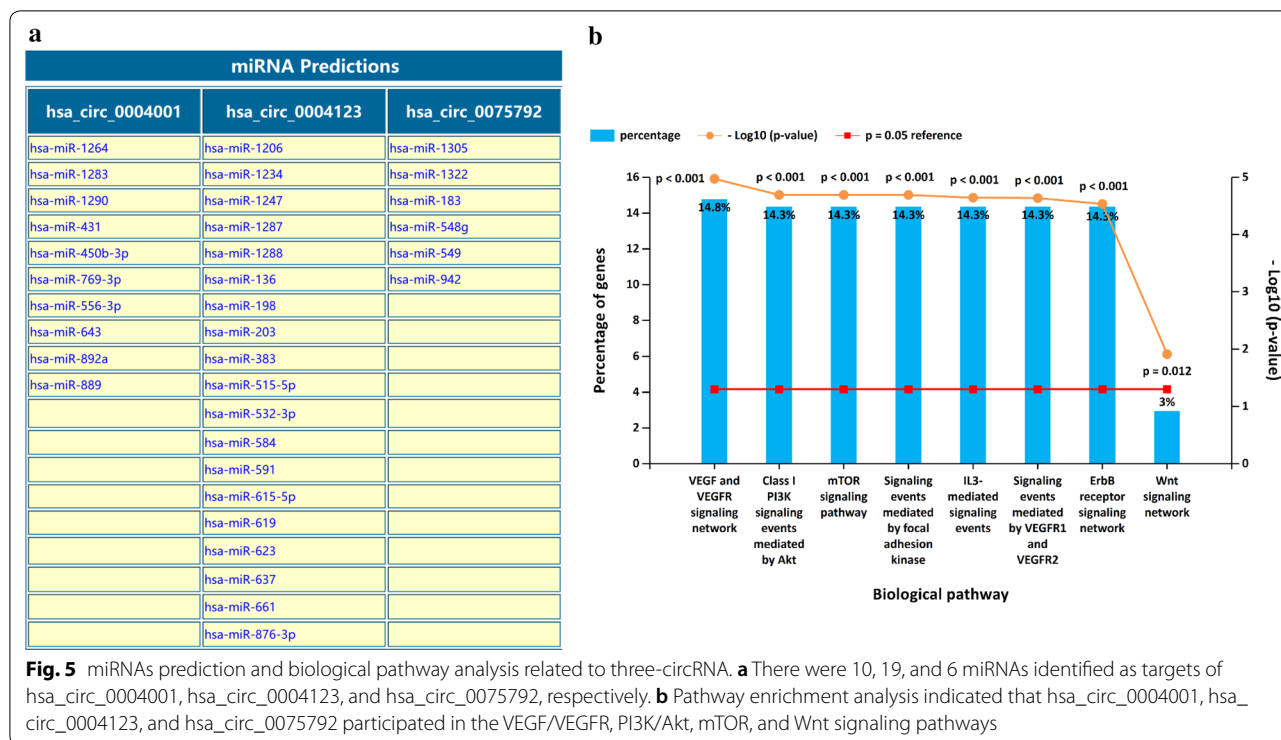 a
miRNA Predictions
hsa_circ_0004001 hsa_circ_0004123 hsa_circ_0075792
hsa-miR-1264 hsa-miR-1206 hsa-miR-1305
hsa-miR-1283 hsa-miR-1234 hsa-miR-1322
hsa-miR-1290 hsa-miR-1247 hsa-miR-183
hsa-miR-431 hsa-miR-1287 hsa-miR-548g
hsa-miR-450b-3p hsa-miR-1288 hsa-miR-549
hsa-miR-769-3p hsa-miR-136 hsa-miR-942
hsa-miR-556-3p hsa-miR-198
hsa-miR-643 hsa-miR-203
hsa-miR-892a hsa-miR-383
hsa-miR-889 hsa-miR-515-5p
hsa-miR-532-3p
hsa-miR-584
hsa-miR-591
hsa-miR-615-5p
hsa-miR-619
hsa-miR-623
hsa-miR-637
hsa-miR-661
hsa-miR-876-3p
b
percentage - Log10 (p-value) p = 0.05 reference
Percentage of genes
16
14
12
10
8
6
4
2
0
p < 0.001 p < 0.001 p < 0.001 p < 0.001 p < 0.001 p < 0.001 p < 0.001
p = 0.012
14.8% 14.3% 14.3% 14.3% 14.3% 14.3% 14.3% 3%
5
4
3
2
1
0
- Log10 (p-value)
VEGF and
VEGFR
signaling
network
Class I
PI3K
signaling
events
mediated
by Akt
mTOR
signaling
pathway
Signaling
events
mediated
by focal
adhesion
kinase
IL3-
mediated
signaling
events
Signaling
events
mediated
by VEGFR1
and
VEGFR2
ErbB
receptor
signaling
network
Wnt
signaling
network
Biological pathway
Fig. 5 miRNAs prediction and biological pathway analysis related to three-circRNA. a There were 10, 19, and 6 miRNAs identified as targets of
hsa_circ_0004001, hsa_circ_0004123, and hsa_circ_0075792, respectively. b Pathway enrichment analysis indicated that hsa_circ_0004001, hsa_
circ_0004123, and hsa_circ_0075792 participated in the VEGF/VEGFR, PI3K/Akt, mTOR, and Wnt signaling pathways